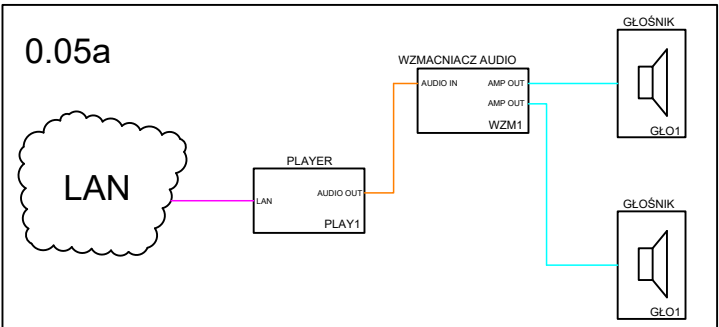 0.05a
GŁOŚNIK
WZMACNIACZ AUDIO
AUDIO IN
AMP OUT
AMP OUT
WZM1
GŁO1
LAN
PLAYER
LAN
AUDIO OUT
PLAY1
GŁOŚNIK
GŁO1